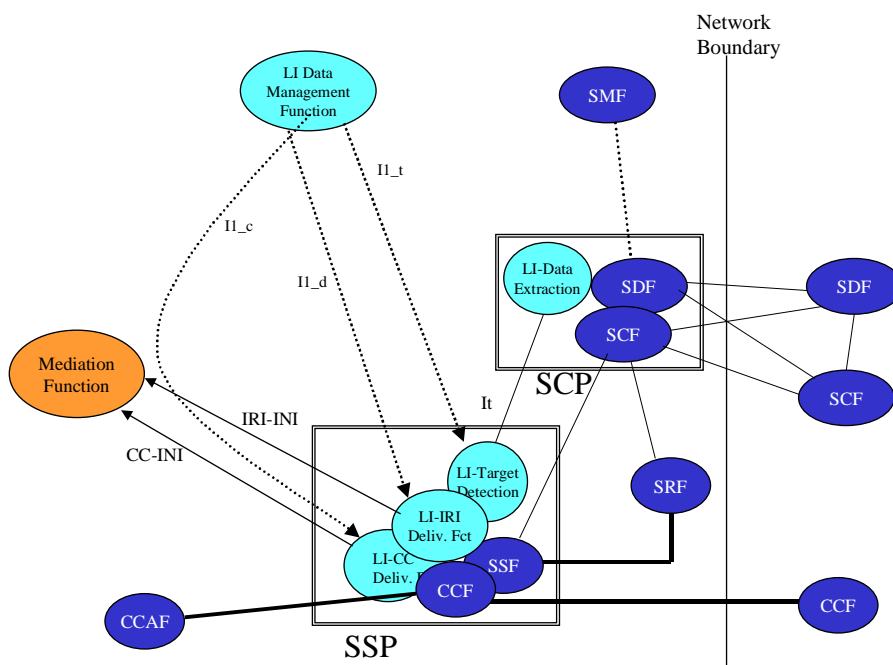 Network
Boundary
LI Data
Management
Function
SMF
I1_t
I1_c
I1_d
LI-Data
Extraction
SDF
SDF
SCF
SCP
SCF
Mediation
Function
It
IRI-INI
CC-INI
LI-Target
Detection
SRF
LI-IRI
Deliv. Fct
LI-CC
Deliv.
SSF
CCF
CCF
CCAF
SSP